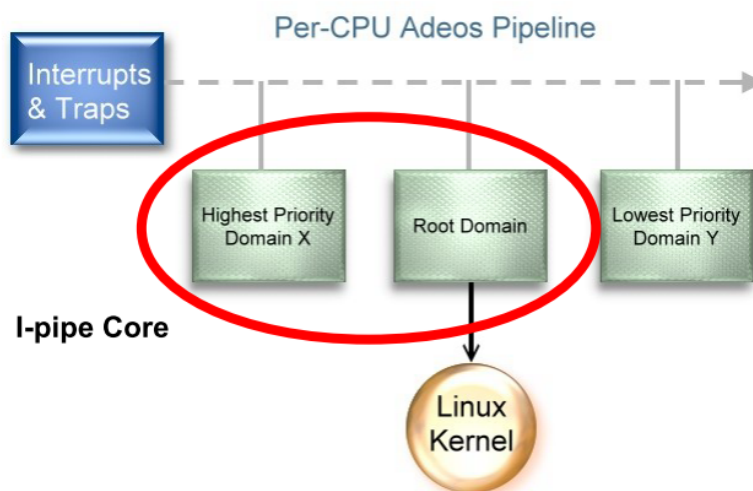 Per-CPU Adeos Pipeline
Interrupts
& Traps
Highest Priority
Domain X
Root Domain
Lowest Priority
Domain Y
I-pipe Core
Linux
Kernel